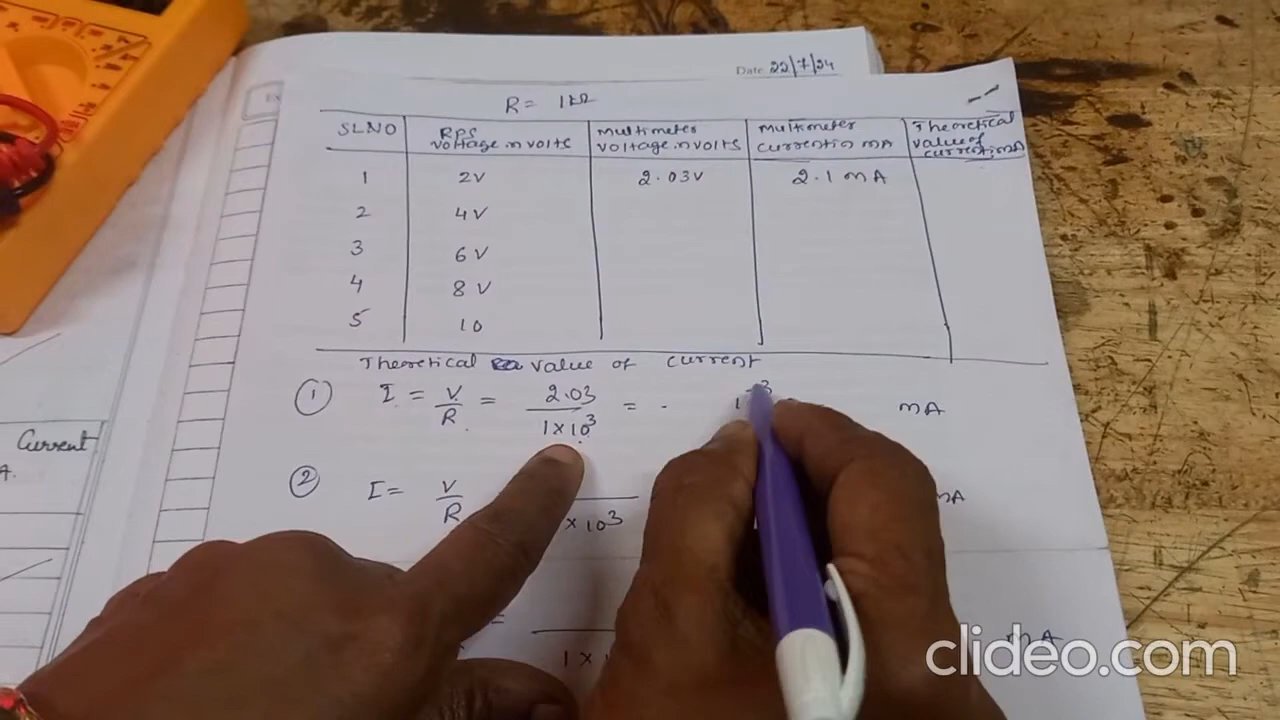 Date 22/7/24
R = 1kΩ
SLNO RPS voltage in volts Multimeter voltage in volts Multimeter current in mA Theoretical value of current in mA
1 2V 2.03V 2.1 mA
2 4V
3 6V
4 8V
5 10
Theoretical value of current
Current
A.
① I = V/R = 2.03/1×10³ = . mA
② I = V/R ×10³ mA
= 1× mA
clideo.com